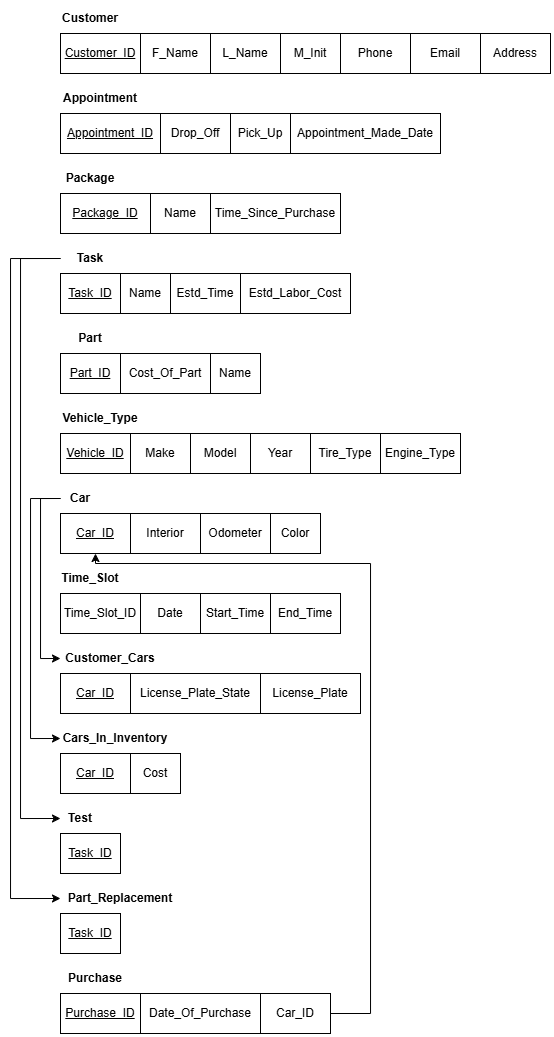 Customer
Customer_ID F_Name L_Name M_Init Phone Email Address
Appointment
Appointment_ID Drop_Off Pick_Up Appointment_Made_Date
Package
Package_ID Name Time_Since_Purchase
Task
Task_ID Name Estd_Time Estd_Labor_Cost
Part
Part_ID Cost_Of_Part Name
Vehicle_Type
Vehicle_ID Make Model Year Tire_Type Engine_Type
Car
Car_ID Interior Odometer Color
Time_Slot
Time_Slot_ID Date Start_Time End_Time
Customer_Cars
Car_ID License_Plate_State License_Plate
Cars_In_Inventory
Car_ID Cost
Test
Task_ID
Part_Replacement
Task_ID
Purchase
Purchase_ID Date_Of_Purchase Car_ID